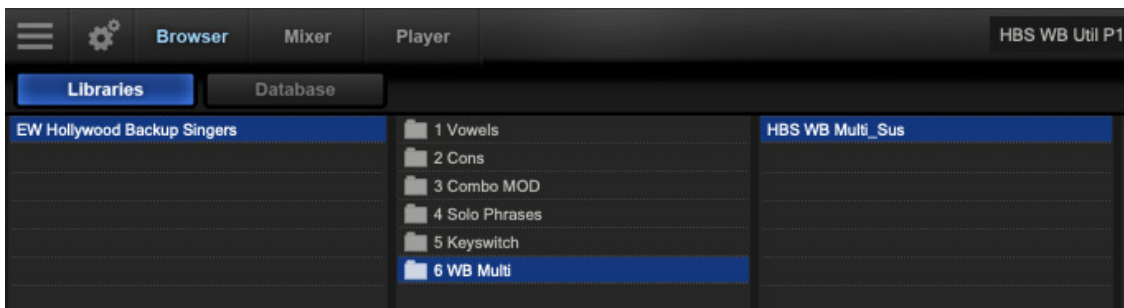 Browser Mixer Player HBS WB Util P1
Libraries Database
EW Hollywood Backup Singers 1 Vowels HBS WB Multi_Sus
2 Cons
3 Combo MOD
4 Solo Phrases
5 Keyswitch
6 WB Multi